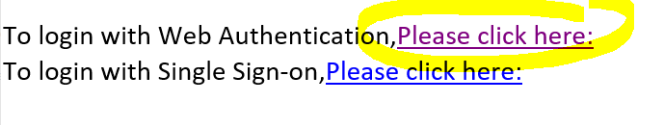 To login with Web Authentication,Please click here:
To login with Single Sign-on,Please click here: